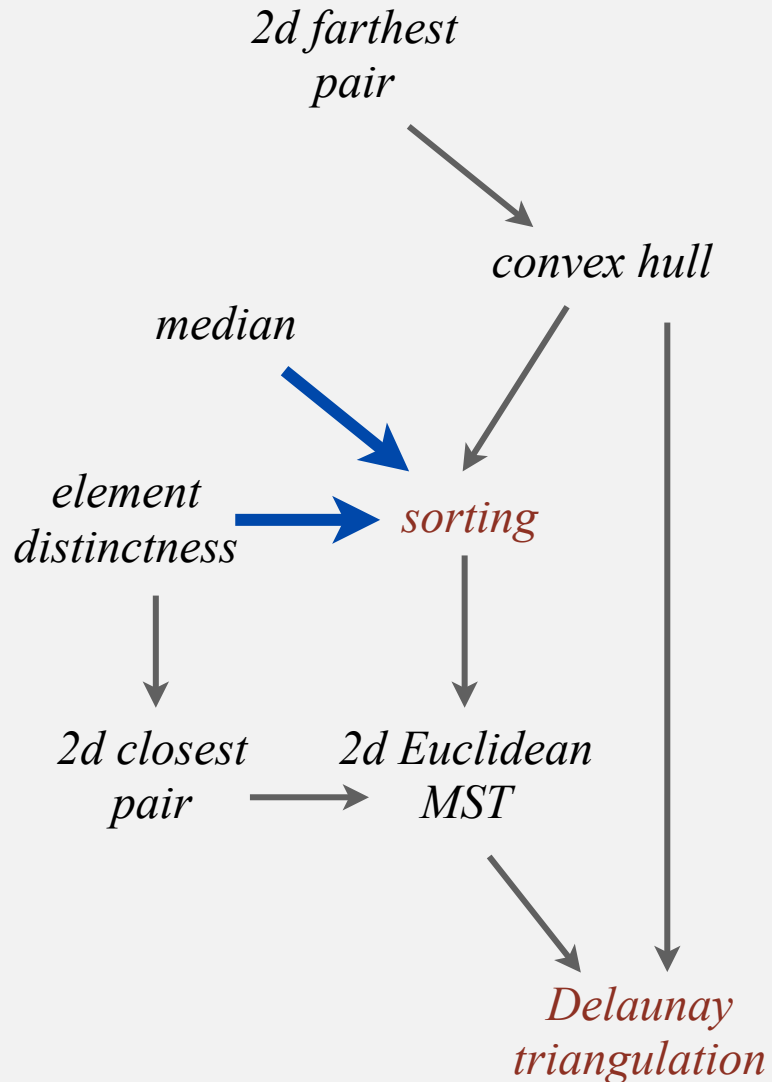 2d farthest
pair
convex hull
median
element
distinctness
sorting
2d closest
pair
2d Euclidean
MST
Delaunay
triangulation